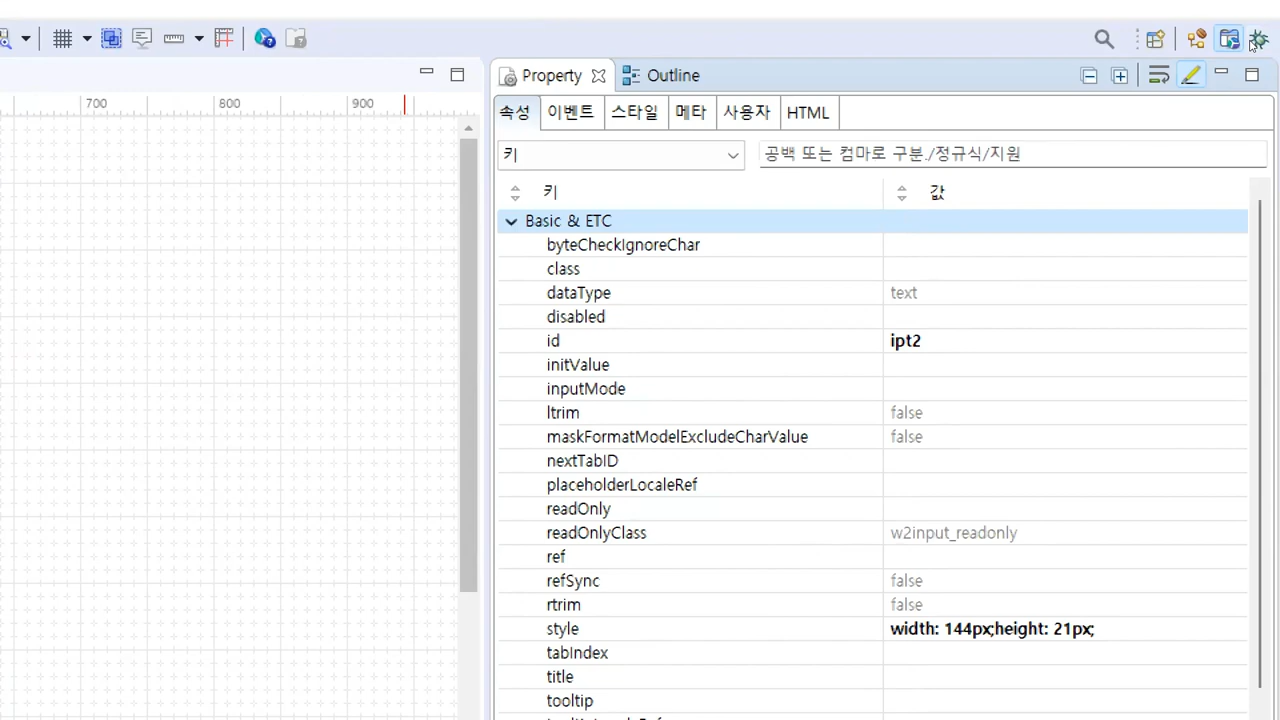 Property
Outline
700
800
900
속성
이벤트
스타일
메타
사용자
HTML
키
공백 또는 컴마로 구분./정규식/지원
키
값
Basic & ETC
byteCheckIgnoreChar
class
dataType
text
disabled
id
ipt2
initValue
inputMode
ltrim
false
maskFormatModelExcludeCharValue
false
nextTabID
placeholderLocaleRef
readOnly
readOnlyClass
w2input_readonly
ref
refSync
false
rtrim
false
style
width: 144px;height: 21px;
tabIndex
title
tooltip